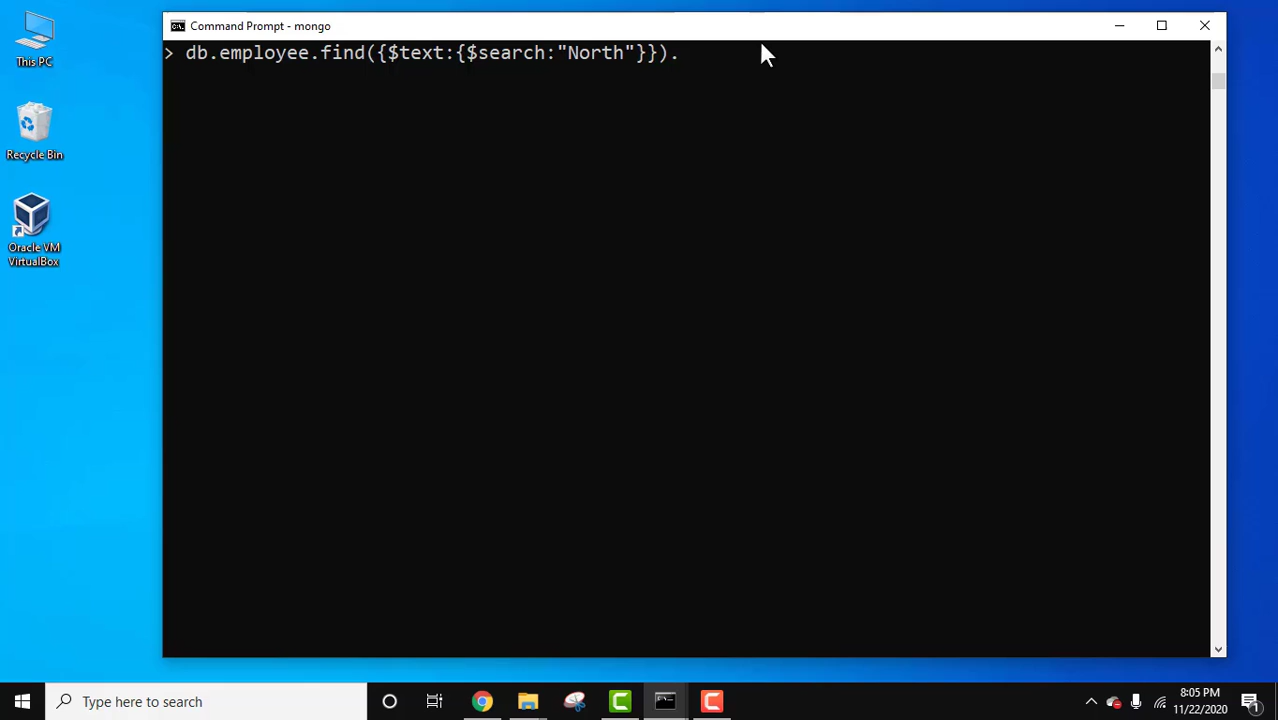 This PC
Recycle Bin
Oracle VM
VirtualBox
Command Prompt - mongo
> db.employee.find({$text:{$search:"North"}}).
Type here to search
8:05 PM
11/22/2020
1